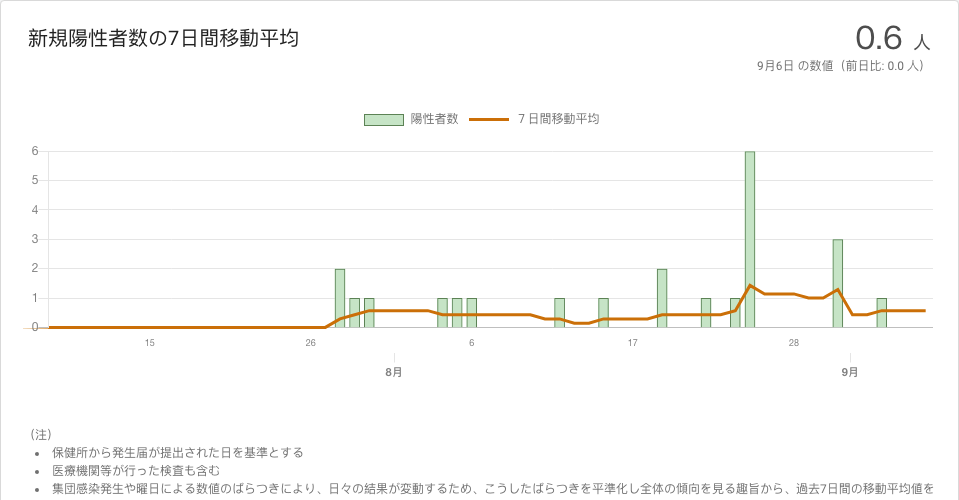 新規陽性者数の7日間移動平均
0.6 人
9月6日 の数値（前日比: 0.0 人）
陽性者数 7 日間移動平均
6
5
4
3
2
1
0
15 26 6 17 28
8月 9月
（注）
• 保健所から発生届が提出された日を基準とする
• 医療機関等が行った検査も含む
• 集団感染発生や曜日による数値のばらつきにより、日々の結果が変動するため、こうしたばらつきを平準化し全体の傾向を見る趣旨から、過去7日間の移動平均値を